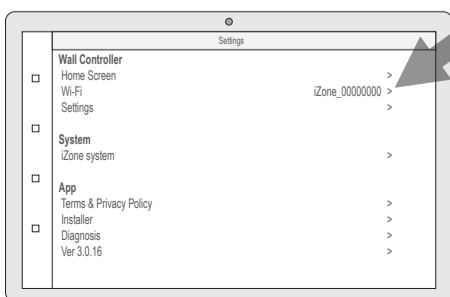 Settings
Wall Controller
Home Screen >
Wi-Fi iZone_00000000 >
Settings >
System
iZone system >
App
Terms & Privacy Policy >
Installer >
Diagnosis >
Ver 3.0.16 >